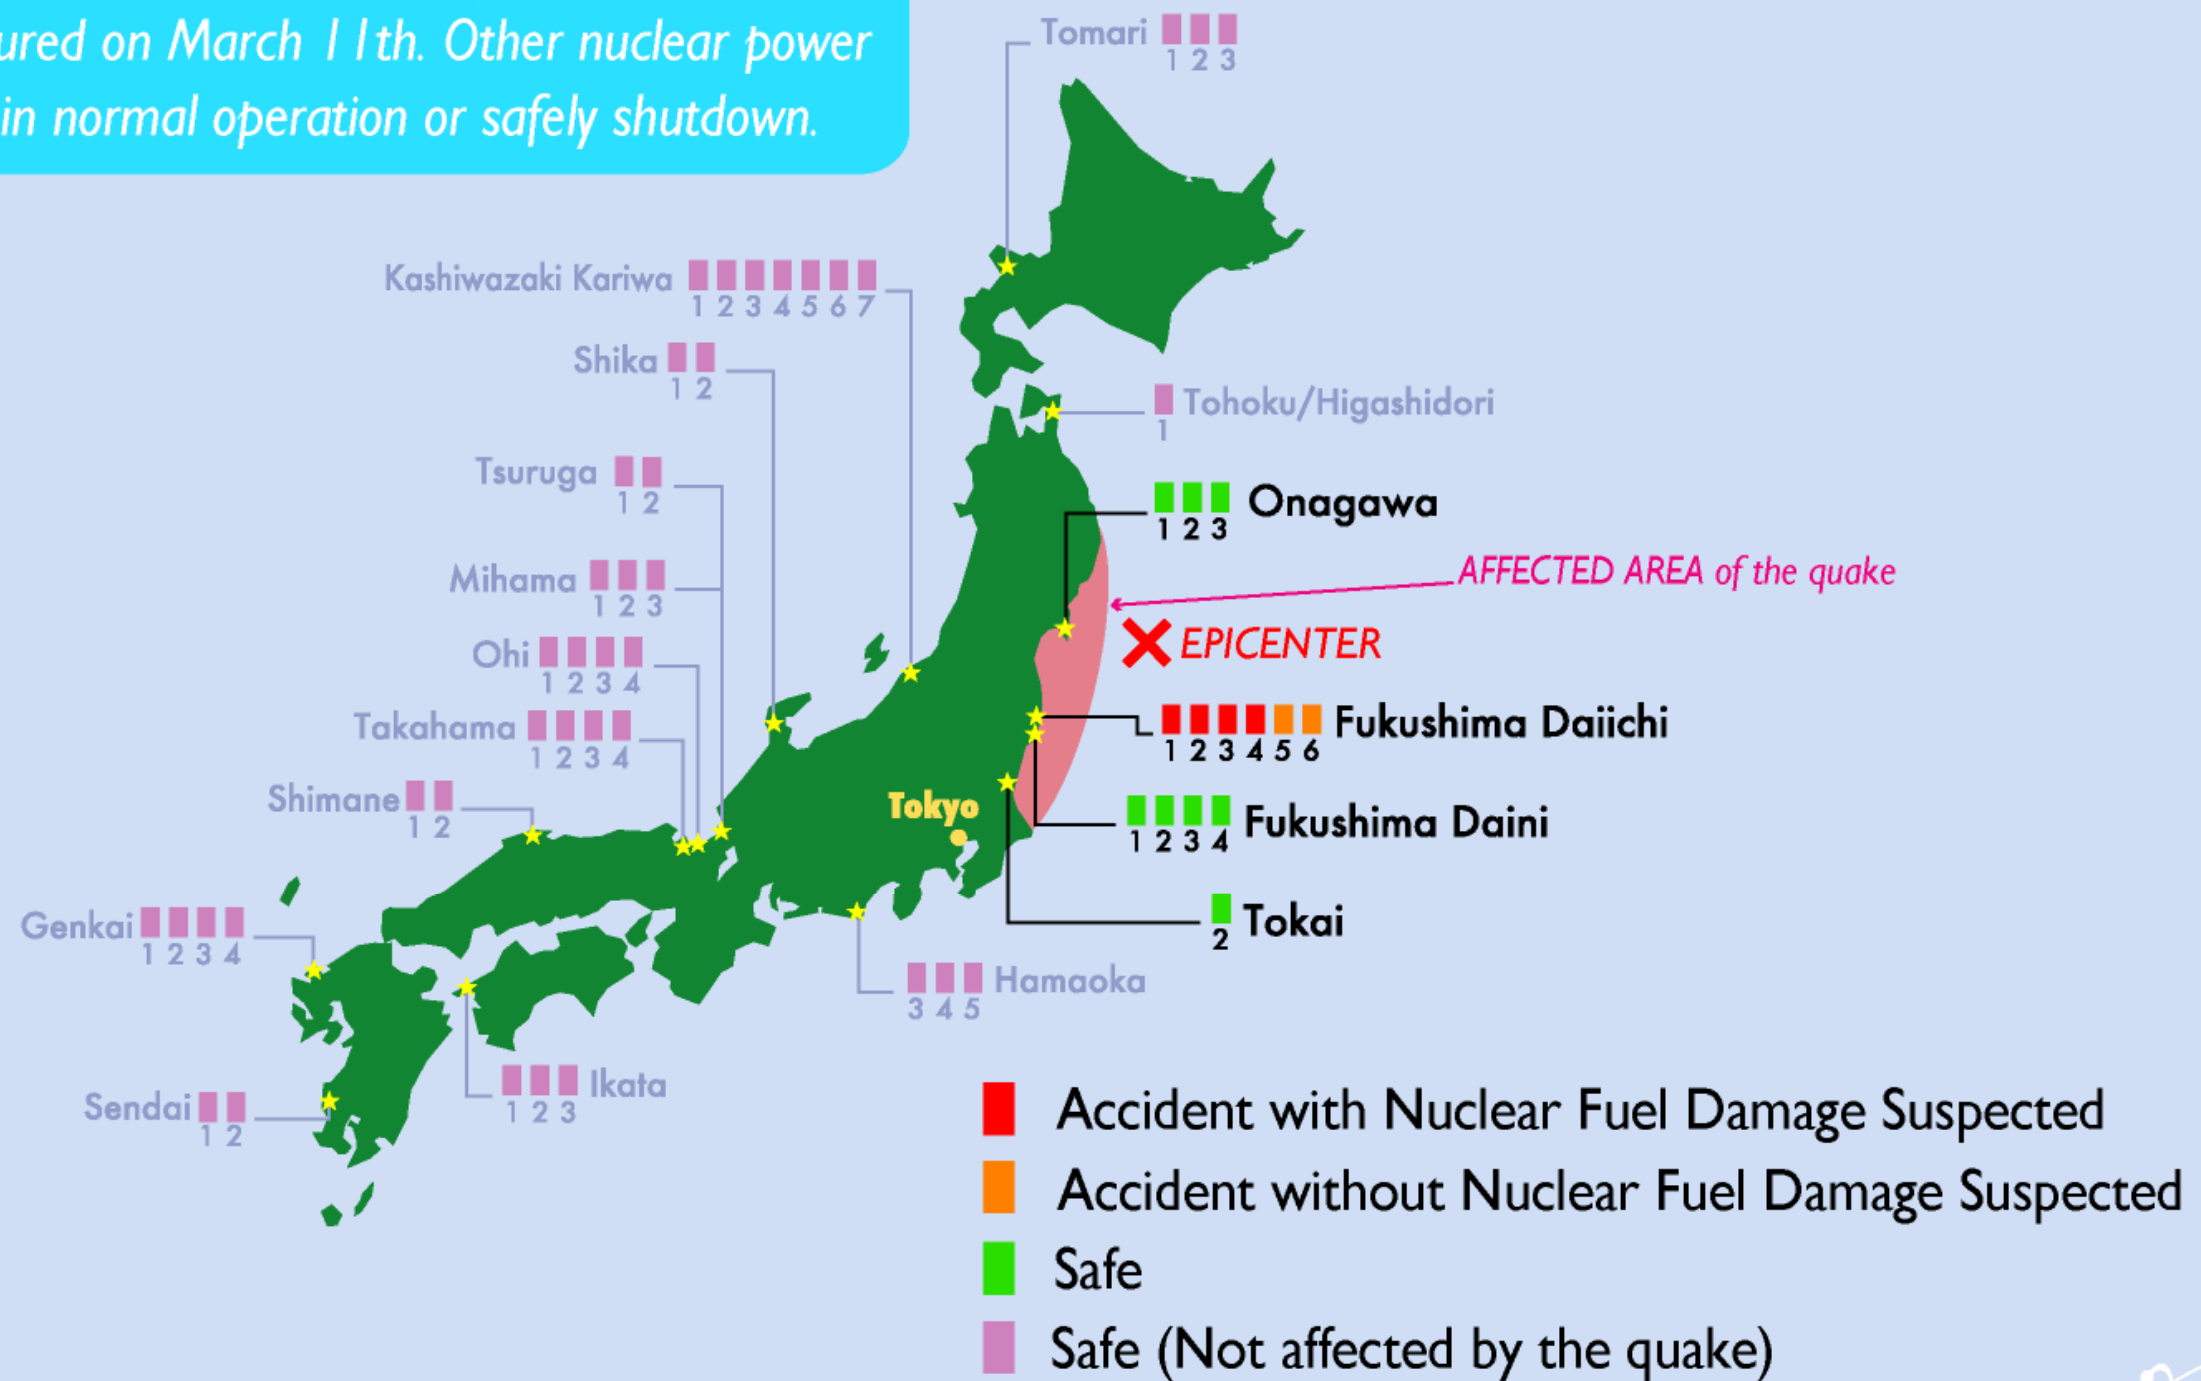 ured on March 11th. Other nuclear power
in normal operation or safely shutdown.
Tomari
1 2 3
Kashiwazaki Kariwa
1 2 3 4 5 6 7
Shika
1 2
Tohoku/Higashidori
1
Tsuruga
1 2
Onagawa
1 2 3
AFFECTED AREA of the quake
Mihama
1 2 3
EPICENTER
Ohi
1 2 3 4
Takahama
1 2 3 4
Fukushima Daiichi
1 2 3 4 5 6
Shimane
1 2
Tokyo
Fukushima Daini
1 2 3 4
Genkai
1 2 3 4
Tokai
2
Hamaoka
3 4 5
Ikata
1 2 3
Sendai
1 2
Accident with Nuclear Fuel Damage Suspected
Accident without Nuclear Fuel Damage Suspected
Safe
Safe (Not affected by the quake)